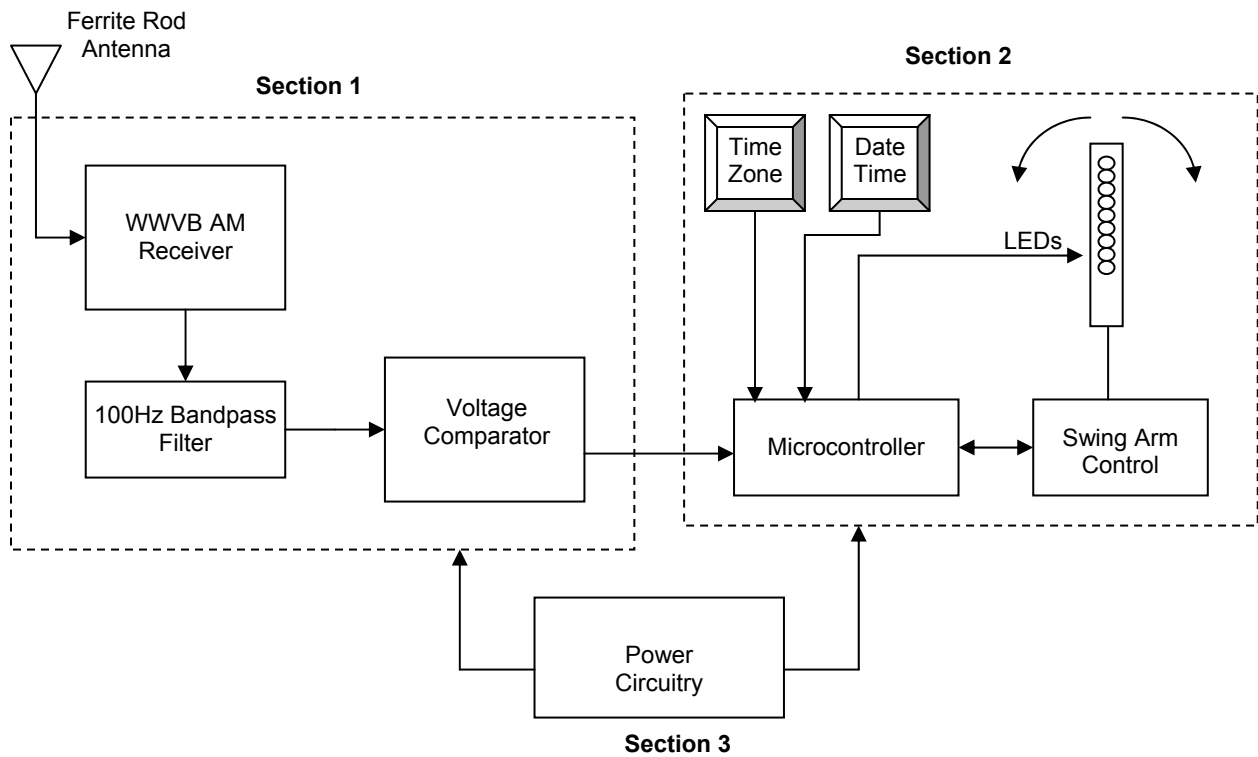 Ferrite Rod
Antenna
Section 1
Section 2
WWVB AM
Receiver
100Hz Bandpass
Filter
Voltage
Comparator
Time
Zone
Date
Time
LEDs
Microcontroller
Swing Arm
Control
Power
Circuitry
Section 3